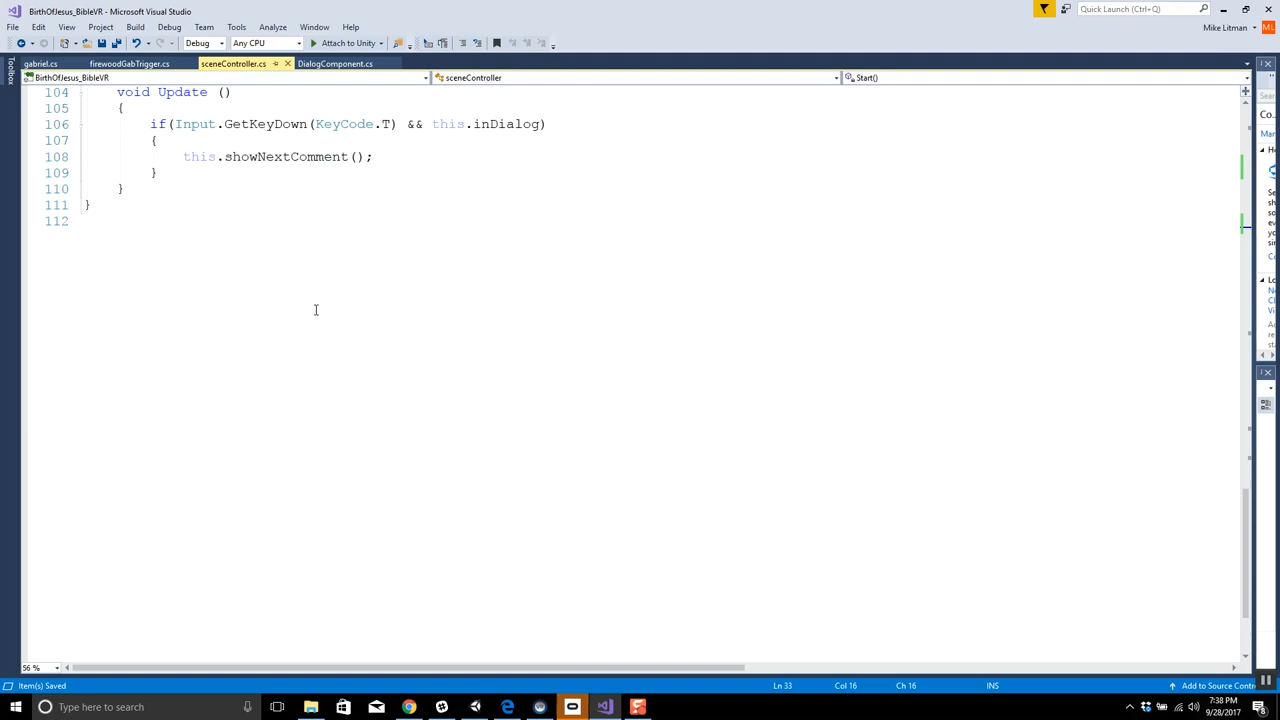 BirthOfJesus_BibleVR - Microsoft Visual Studio
Quick Launch (Ctrl+Q)
File Edit View Project Build Debug Team Tools Analyze Window Help
Mike Litman ML
Debug Any CPU Attach to Unity
Toolbox
gabriel.cs firewoodGabTrigger.cs sceneController.cs DialogComponent.cs
BirthOfJesus_BibleVR sceneController Start()
104 void Update ()
105 {
106 if(Input.GetKeyDown(KeyCode.T) && this.inDialog)
107 {
108 this.showNextComment();
109 }
110 }
111 }
112
56 %
Item(s) Saved Ln 33 Col 16 Ch 16 INS Add to Source Contr
Type here to search
7:38 PM
9/28/2017